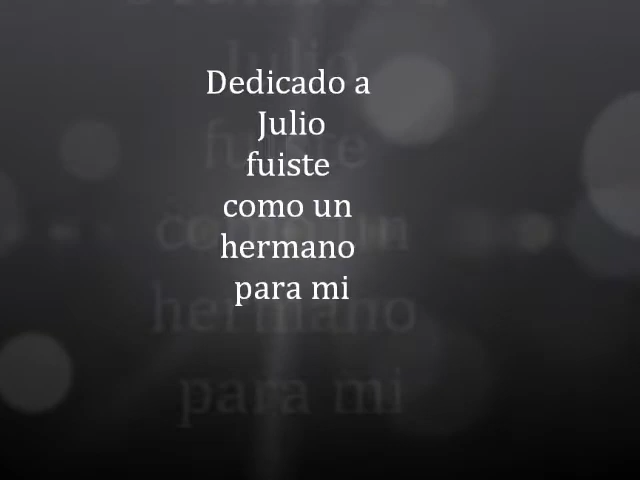 Dedicado a
Julio
fuiste
como un
hermano
para mi